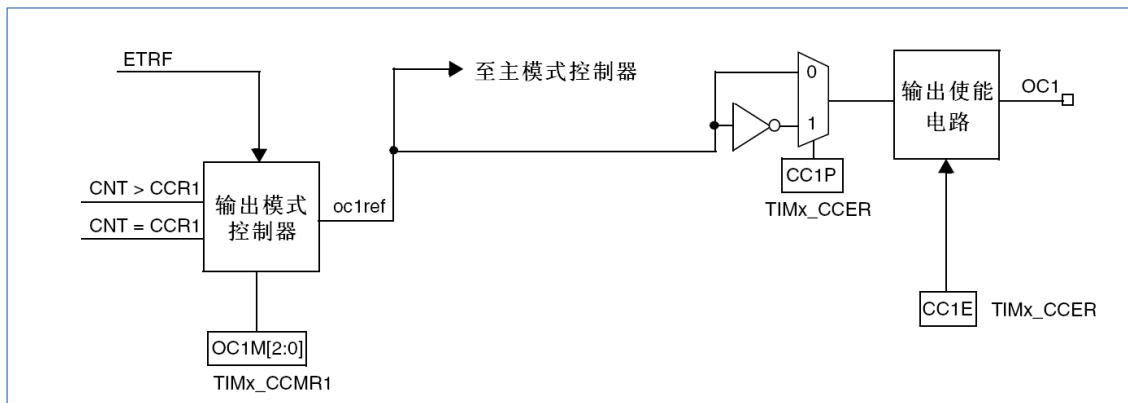 ETRF
至主模式控制器
0
1
输出使能
电路
OC1
CC1P
TIMx_CCER
CNT > CCR1
CNT = CCR1
输出模式
控制器
oc1ref
CC1E
TIMx_CCER
OC1M[2:0]
TIMx_CCMR1